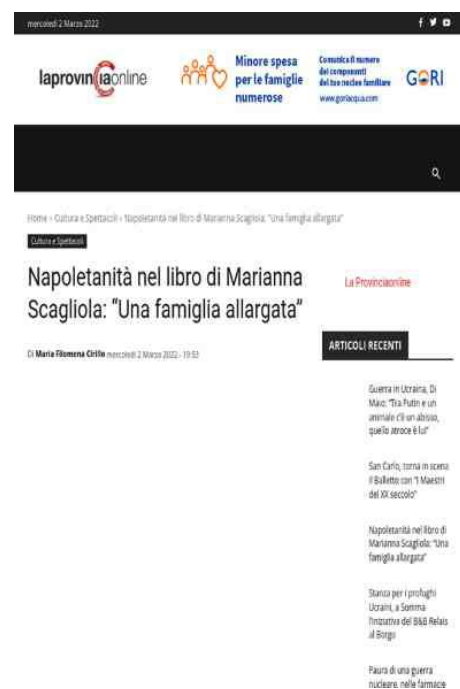 mercoledì 2 Marzo 2022
laprovinciaonline
Minore spesa
per le famiglie
numerose
Comunica il numero
dei componenti
del tuo nucleo familiare
www.goriacqua.com
GORI
Home › Cultura e Spettacoli › Napoletanità nel libro di Marianna Scagliola: "Una famiglia allargata"
Cultura e Spettacoli
Napoletanità nel libro di Marianna
Scagliola: “Una famiglia allargata”
Di Maria Filomena Cirillo mercoledì 2 Marzo 2022 - 19:53
La Provinciaonline
ARTICOLI RECENTI
Guerra in Ucraina, Di
Maio: "Tra Putin e un
animale c'è un abisso,
quello atroce è lui"
San Carlo, torna in scena
il Balletto con "I Maestri
del XX seccolo"
Napoletanità nel libro di
Marianna Scagliola: "Una
famiglia allargata"
Stanza per i profughi
Ucraini, a Somma
l'iniziativa del B&B Relais
al Borgo
Paura di una guerra
nucleare, nelle farmacie